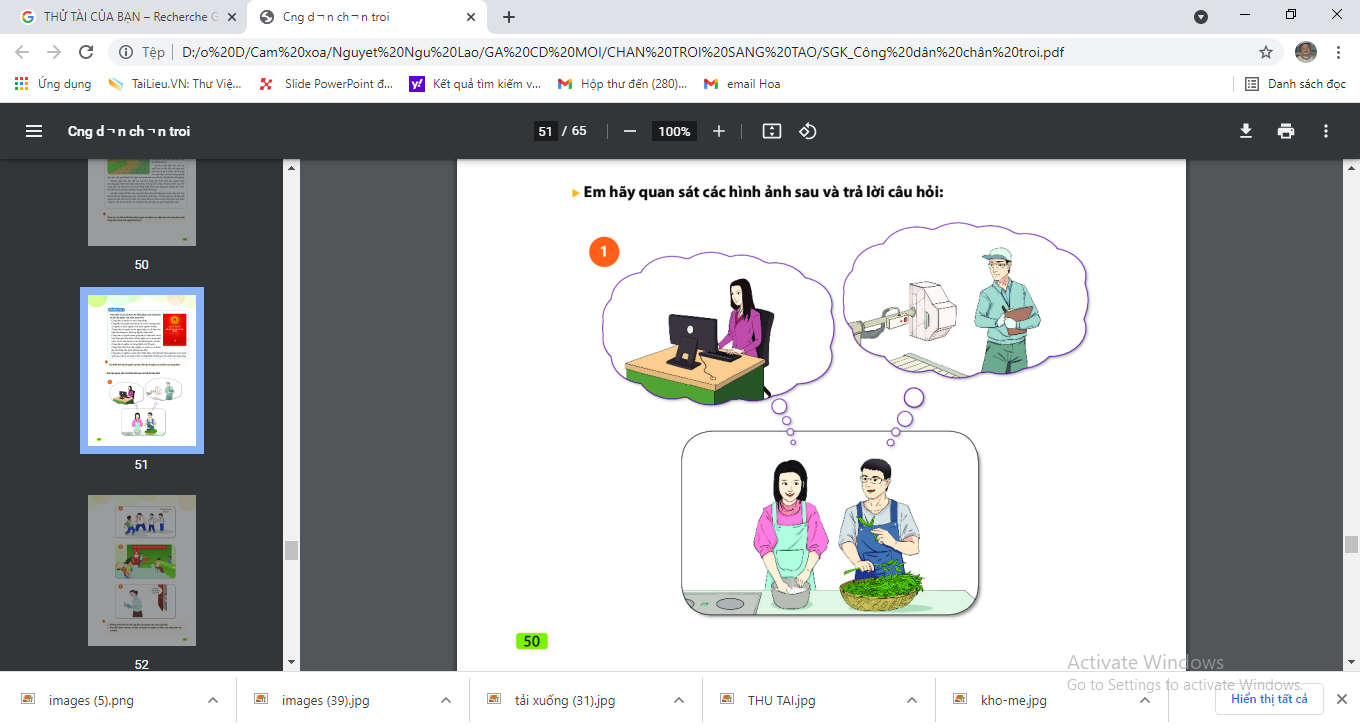 THỬ TÀI CỦA BẠN – Recherche G
Cng d ¬ n ch ¬ n troi
Tệp
D:/o%20D/Cam%20xoa/Nguyet%20Ngu%20Lao/GA%20CD%20MOI/CHAN%20TROI%20SANG%20TAO/SGK_Công%20dân%20chân%20troi.pdf
Ứng dụng
TaiLieu.VN: Thư Việ...
Slide PowerPoint đ...
Kết quả tìm kiếm v...
Hộp thư đến (280)...
email Hoa
Danh sách đọc
Cng d ¬ n ch ¬ n troi
51 / 65
100%
50
51
52
Em hãy quan sát các hình ảnh sau và trả lời câu hỏi:
1
50
Activate Windows
Go to Settings to activate Windows.
images (5).png
images (39).jpg
tải xuống (31).jpg
THU TAI.jpg
kho-me.jpg
Hiển thị tất cả